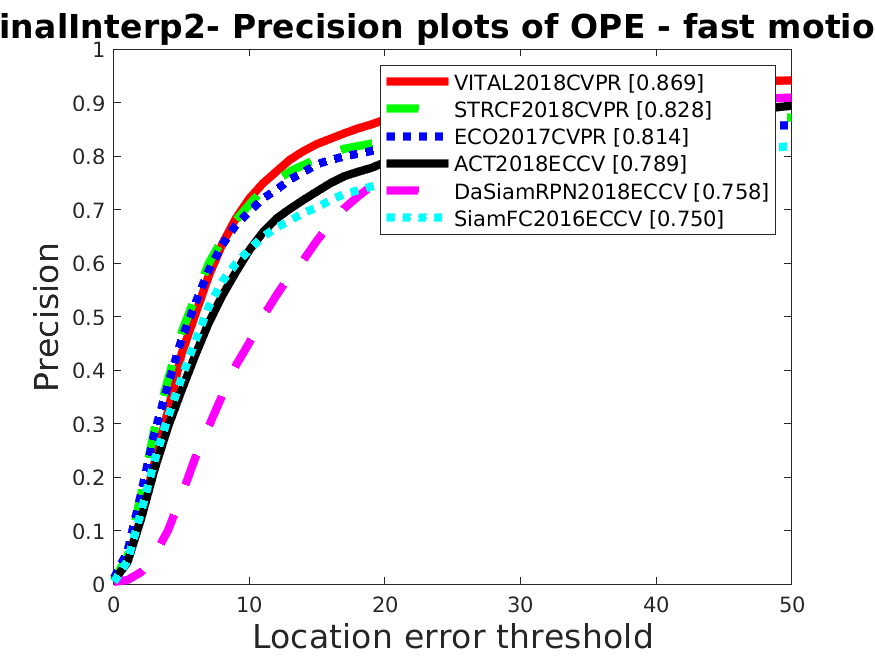 inalInterp2- Precision plots of OPE - fast motio
1
0.9
0.8
0.7
0.6
0.5
0.4
0.3
0.2
0.1
0
Precision
VITAL2018CVPR [0.869]
STRCF2018CVPR [0.828]
ECO2017CVPR [0.814]
ACT2018ECCV [0.789]
DaSiamRPN2018ECCV [0.758]
SiamFC2016ECCV [0.750]
0 10 20 30 40 50
Location error threshold